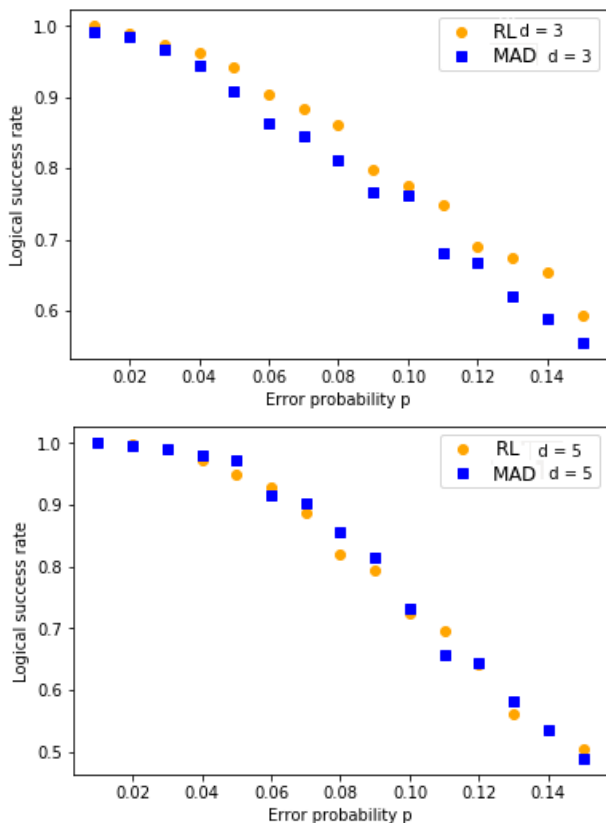 1.0
0.9
0.8
0.7
0.6
Logical success rate
RL d = 3
MAD d = 3
0.02 0.04 0.06 0.08 0.10 0.12 0.14
Error probability p
1.0
0.9
0.8
0.7
0.6
0.5
Logical success rate
RL d = 5
MAD d = 5
0.02 0.04 0.06 0.08 0.10 0.12 0.14
Error probability p